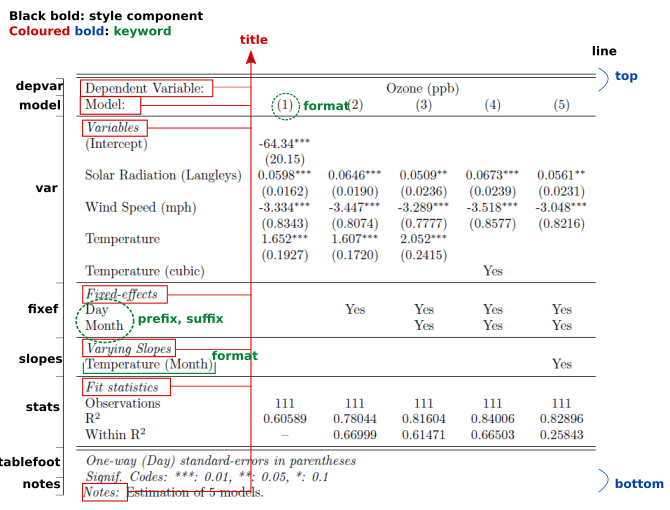 Black bold: style component
Coloured bold: keyword
title
line
depvar Dependent Variable: Ozone (ppb) top
model Model: (1) format (2) (3) (4) (5)
Variables
(Intercept) -64.34***
(20.15)
Solar Radiation (Langleys) 0.0598*** 0.0646*** 0.0509** 0.0673*** 0.0561**
(0.0162) (0.0190) (0.0236) (0.0239) (0.0231)
var Wind Speed (mph) -3.334*** -3.447*** -3.289*** -3.518*** -3.048***
(0.8343) (0.8074) (0.7777) (0.8577) (0.8216)
Temperature 1.652*** 1.607*** 2.052***
(0.1927) (0.1720) (0.2415)
Temperature (cubic) Yes
Fixed-effects
fixef Day Yes Yes Yes Yes
prefix, suffix
Month Yes Yes Yes
Varying Slopes
format
slopes Temperature (Month) Yes
Fit statistics
stats Observations 111 111 111 111 111
R² 0.60589 0.78044 0.81604 0.84006 0.82896
Within R² – 0.66999 0.61471 0.66503 0.25843
tablefoot One-way (Day) standard-errors in parentheses
Signif. Codes: ***: 0.01, **: 0.05, *: 0.1
notes Notes: Estimation of 5 models. bottom